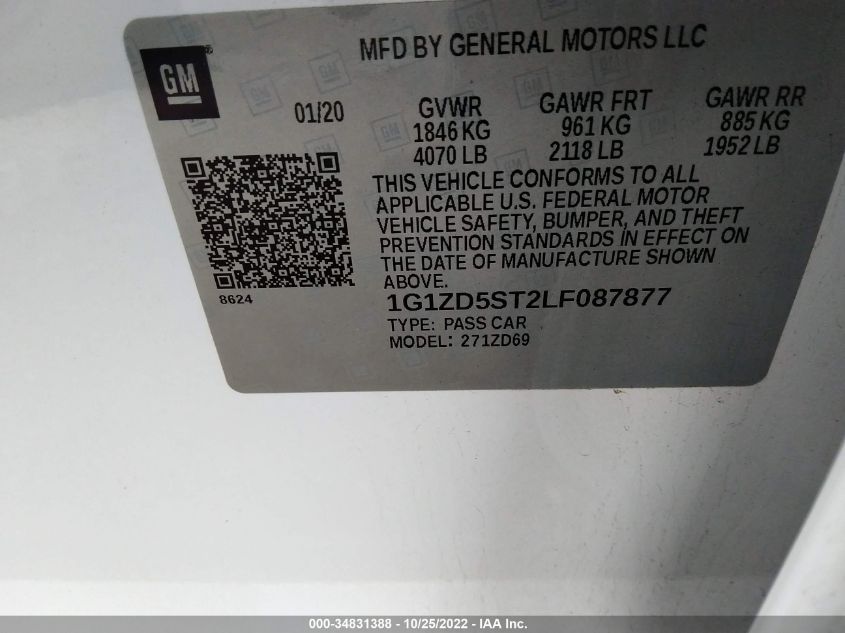 MFD BY GENERAL MOTORS LLC
GM
01/20
GVWR GAWR FRT GAWR RR
1846 KG 961 KG 885 KG
4070 LB 2118 LB 1952 LB
THIS VEHICLE CONFORMS TO ALL
APPLICABLE U.S. FEDERAL MOTOR
VEHICLE SAFETY, BUMPER, AND THEFT
PREVENTION STANDARDS IN EFFECT ON
THE DATE OF MANUFACTURE SHOWN
ABOVE.
8624
1G1ZD5ST2LF087877
TYPE: PASS CAR
MODEL: 271ZD69
000-34831388 - 10/25/2022 - IAA Inc.